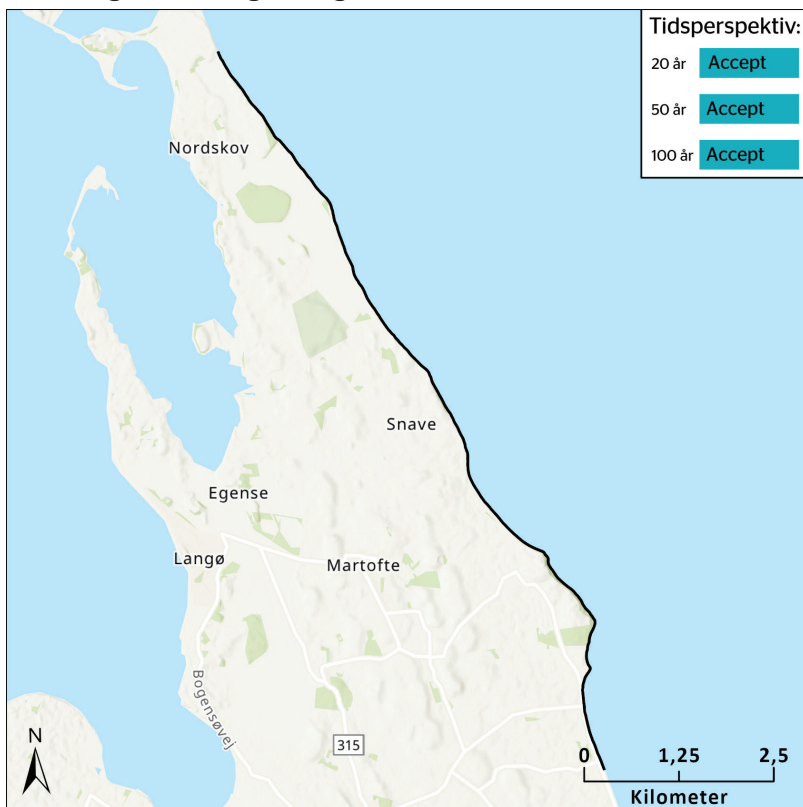 Tidsperspektiv:
20 år Accept
50 år Accept
100 år Accept
Nordskov
Snave
Egense
Langø
Martofte
Bogensøvej
315
N
0 1,25 2,5
Kilometer